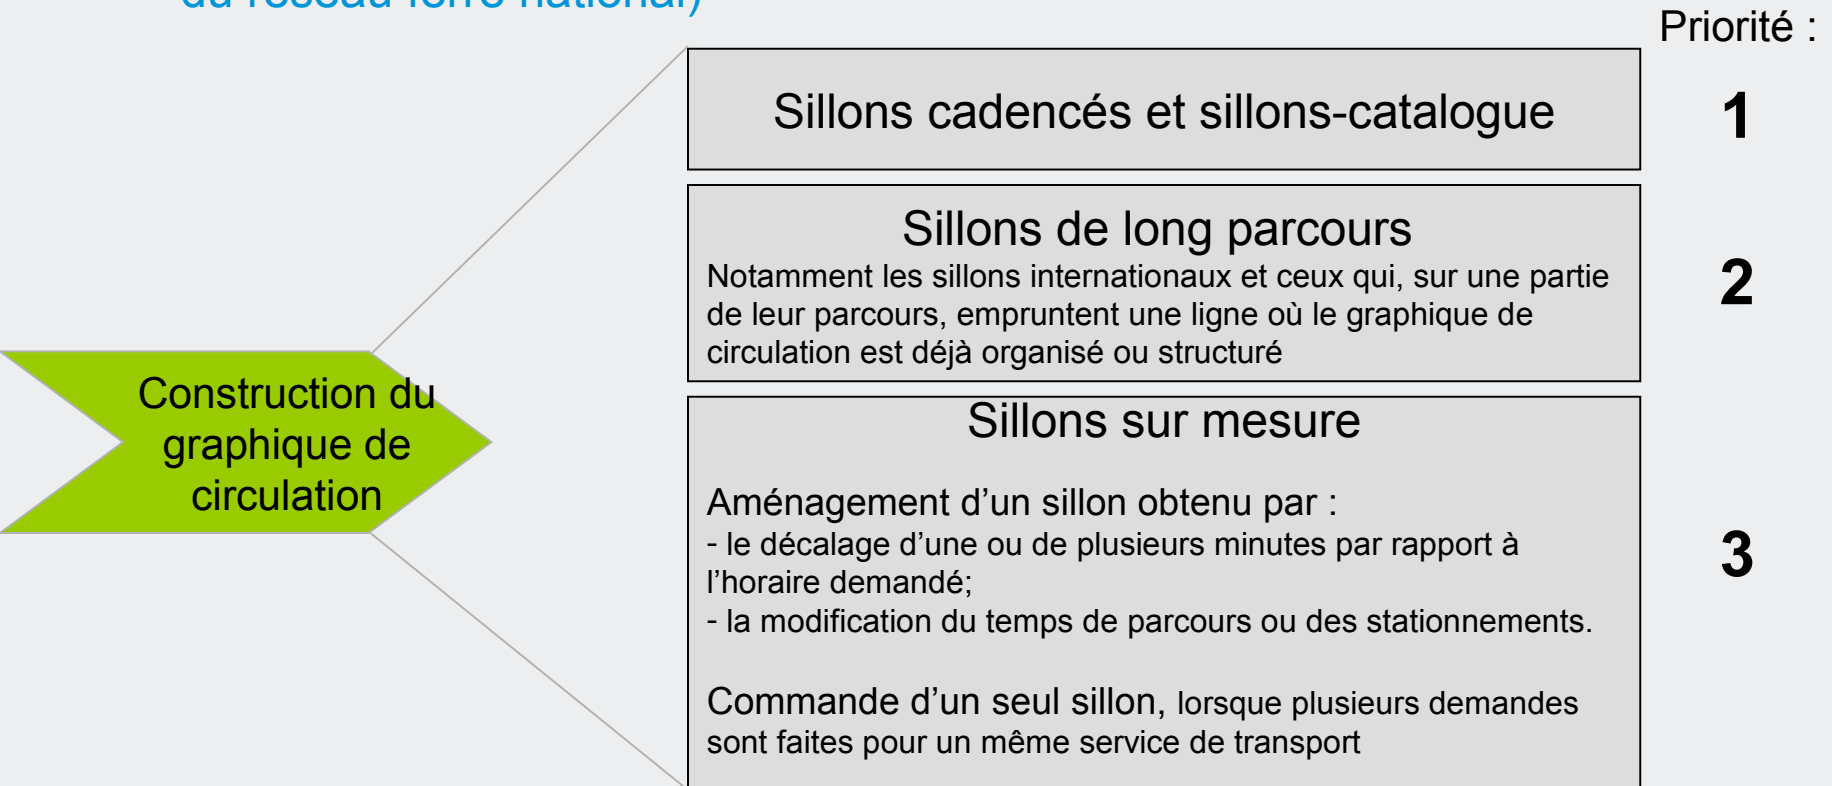 du réseau ferré national)
Priorité :
Sillons cadencés et sillons-catalogue
1
Sillons de long parcours
Notamment les sillons internationaux et ceux qui, sur une partie
de leur parcours, empruntent une ligne où le graphique de
circulation est déjà organisé ou structuré
2
Construction du
graphique de
circulation
Sillons sur mesure
Aménagement d’un sillon obtenu par :
- le décalage d’une ou de plusieurs minutes par rapport à
l’horaire demandé;
- la modification du temps de parcours ou des stationnements.
Commande d’un seul sillon, lorsque plusieurs demandes
sont faites pour un même service de transport
3